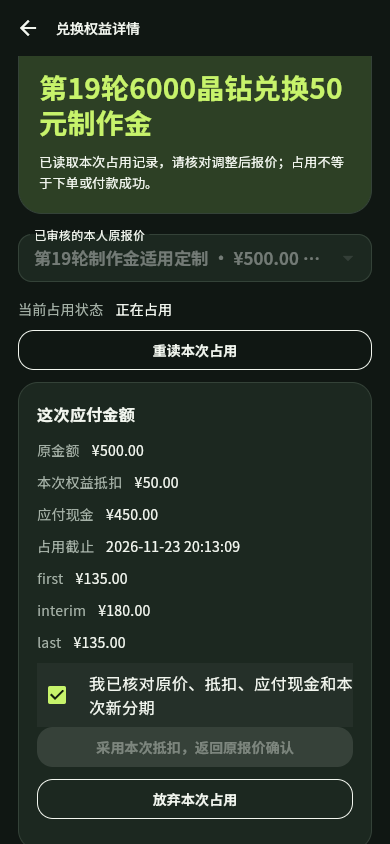 兑换权益详情
第19轮6000晶钻兑换50
元制作金
已读取本次占用记录，请核对调整后报价；占用不等
于下单或付款成功。
已审核的本人原报价
第19轮制作金适用定制 · ¥500.00 ···
当前占用状态 正在占用
重读本次占用
这次应付金额
原金额 ¥500.00
本次权益抵扣 ¥50.00
应付现金 ¥450.00
占用截止 2026-11-23 20:13:09
first ¥135.00
interim ¥180.00
last ¥135.00
我已核对原价、抵扣、应付现金和本
次新分期
采用本次抵扣，返回原报价确认
放弃本次占用